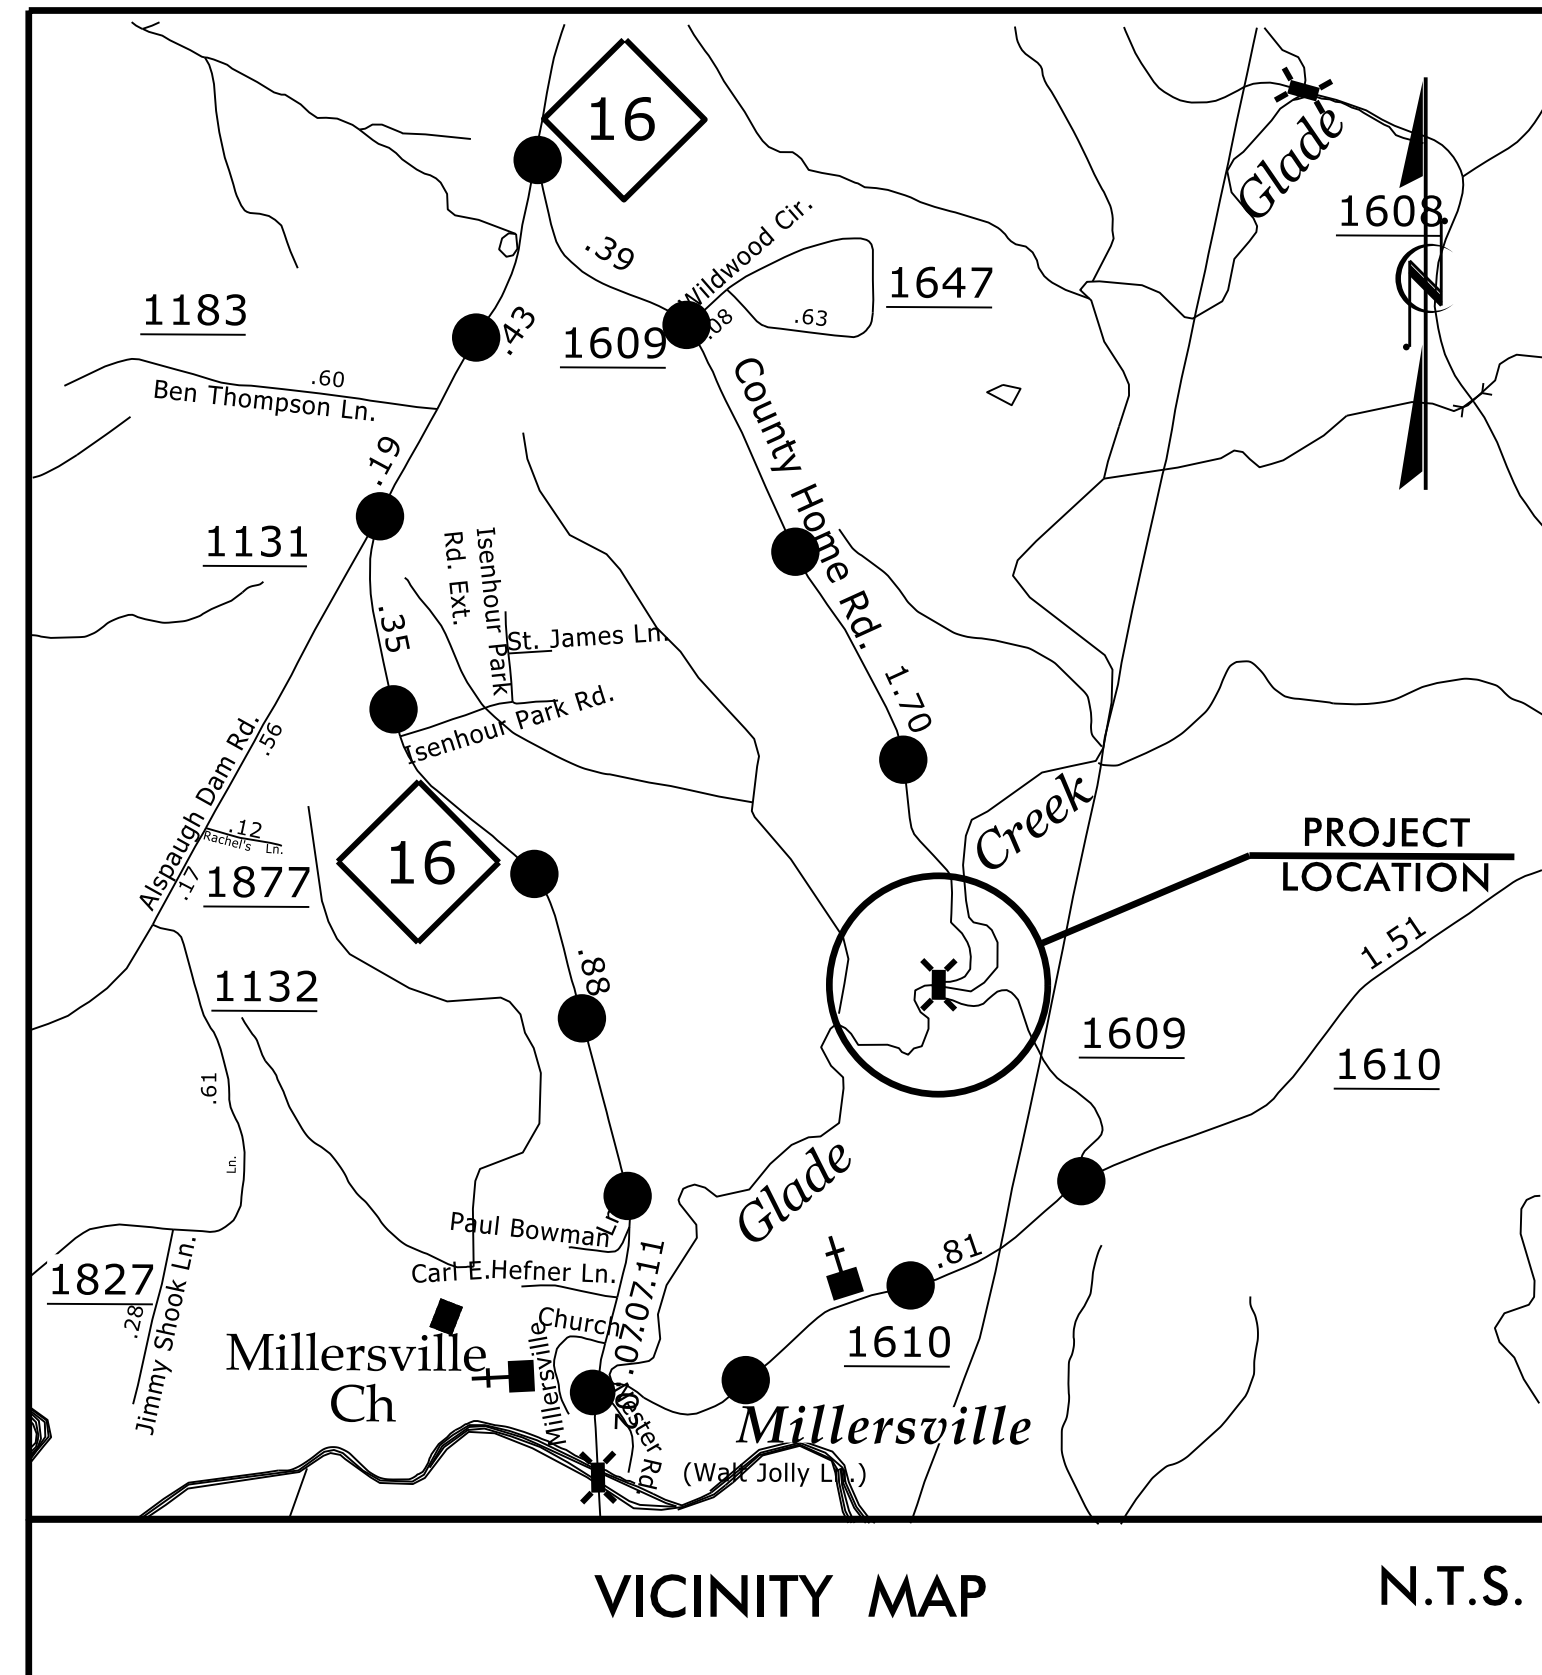 16
Glade
1608
N
.39
Wildwood Cir.
1647
1183
.43
1609
.08
.63
.60
Ben Thompson Ln.
County Home Rd.
.19
1131
Isenhour Park
Rd. Ext.
.35
St. James Ln.
1.70
Isenhour Park Rd.
Alspaugh Dam Rd.
.56
Creek
PROJECT
LOCATION
.12
Rachel's Ln.
.17
1877
16
1.51
.88
1132
1609
1610
.61
Ln.
Glade
Paul Bowman
Ln.
.81
Carl E.Hefner Ln.
1827
.28
Jimmy Shook Ln.
.11
.07
.07
Church
Millersville
1610
Millersville
Ch
Millersville
(Walt Jolly Ln.)
VICINITY MAP
N.T.S.